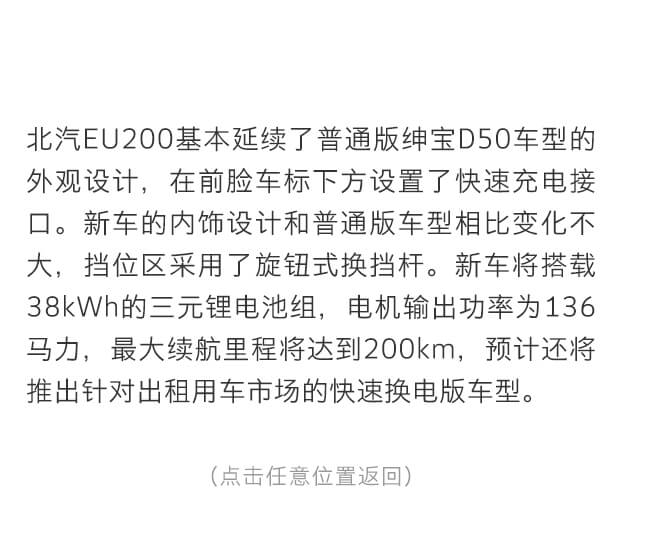 北汽EU200基本延续了普通版绅宝D50车型的
外观设计，在前脸车标下方设置了快速充电接
口。新车的内饰设计和普通版车型相比变化不
大，挡位区采用了旋钮式换挡杆。新车将搭载
38kWh的三元锂电池组，电机输出功率为136
马力，最大续航里程将达到200km，预计还将
推出针对出租用车市场的快速换电版车型。
（点击任意位置返回）